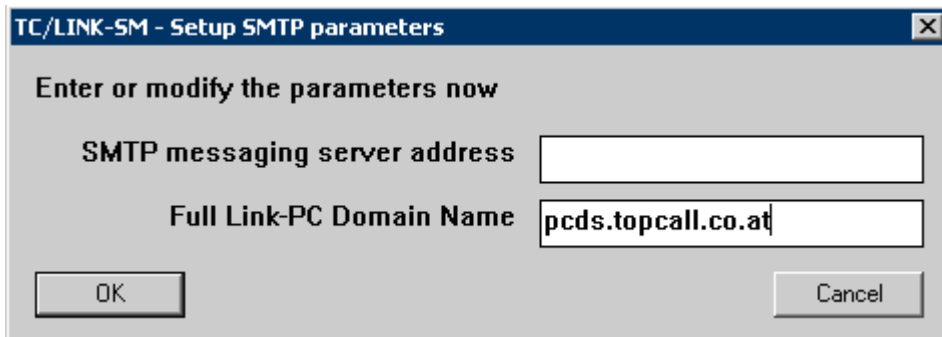 TC/LINK-SM - Setup SMTP parameters
Enter or modify the parameters now
SMTP messaging server address
Full Link-PC Domain Name pcds.topcall.co.at
OK Cancel